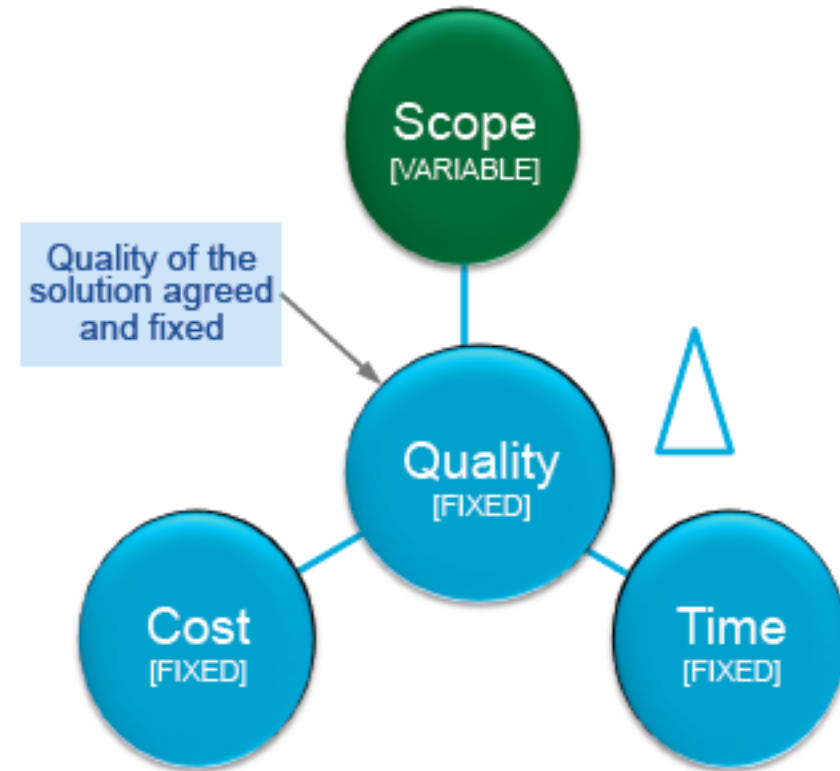 Scope
[VARIABLE]
Quality of the
solution agreed
and fixed
Quality
[FIXED]
Cost
[FIXED]
Time
[FIXED]